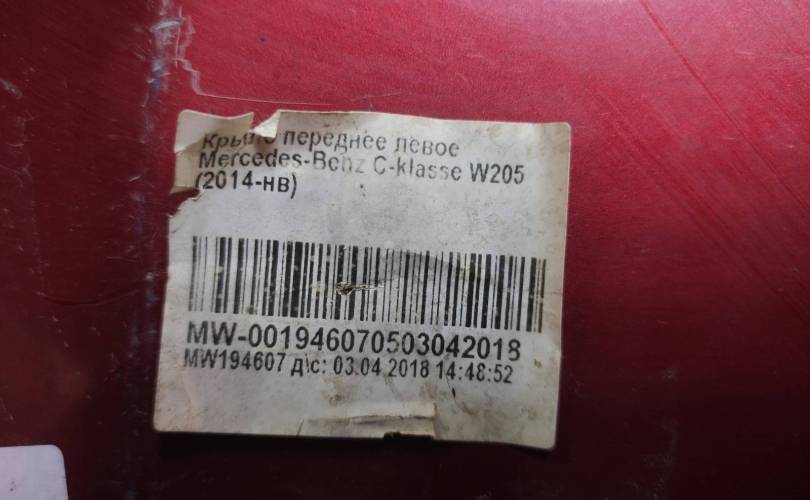 Крыло переднее левое
Mercedes-Benz C-klasse W205
(2014-нв)
MW-001946070503042018
MW194607 д\с: 03.04.2018 14:48:52